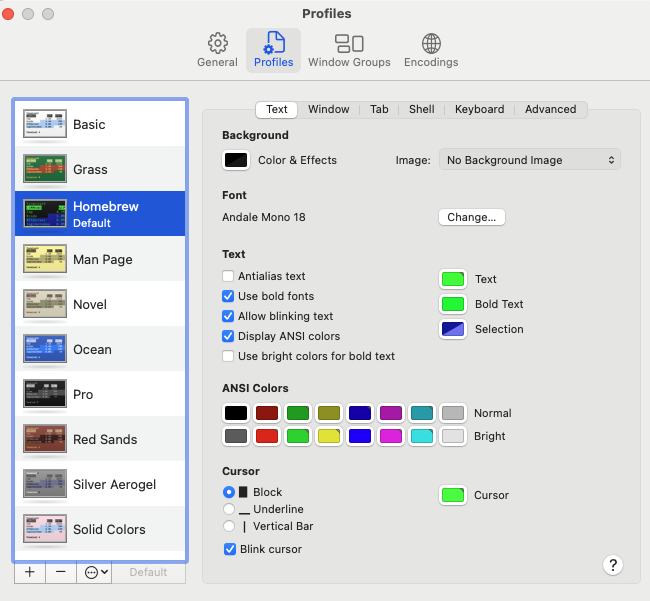 Profiles
General
Profiles
Window Groups
Encodings
Basic
Grass
Homebrew
Default
Man Page
Novel
Ocean
Pro
Red Sands
Silver Aerogel
Solid Colors
+ − Default
Text Window Tab Shell Keyboard Advanced
Background
Color & Effects Image: No Background Image
Font
Andale Mono 18 Change...
Text
Antialias text
Use bold fonts
Allow blinking text
Display ANSI colors
Use bright colors for bold text
Text
Bold Text
Selection
ANSI Colors
Normal
Bright
Cursor
Block
Underline
Vertical Bar
Blink cursor
Cursor
?